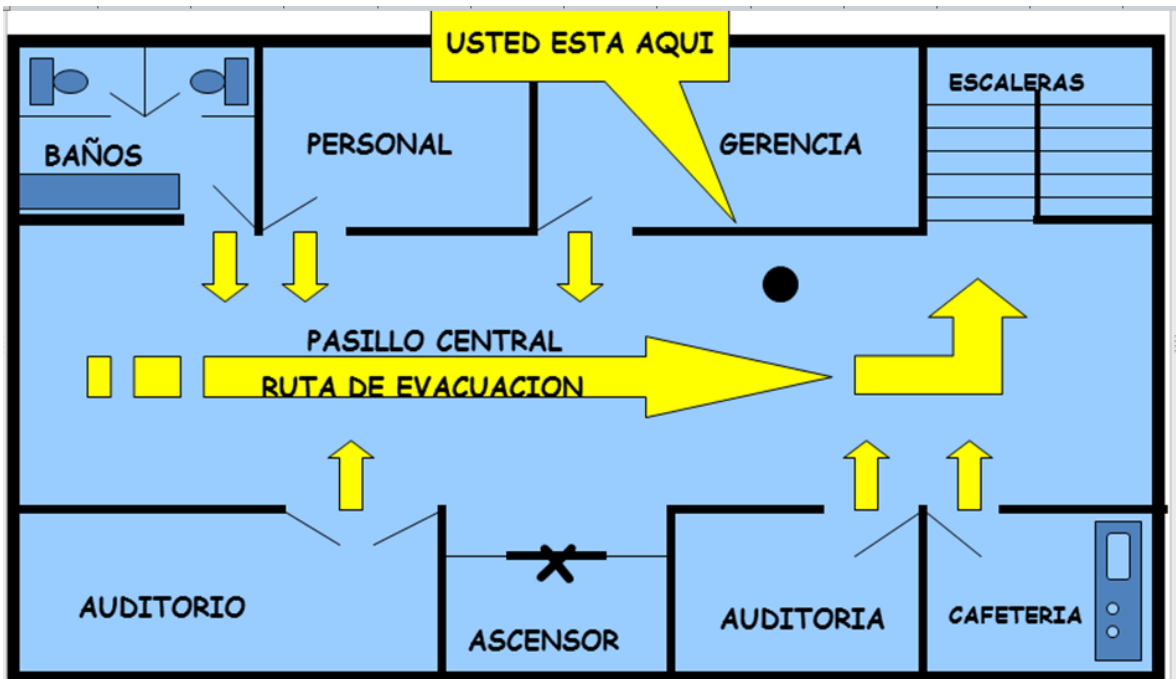 USTED ESTA AQUI
ESCALERAS
BAÑOS
PERSONAL
GERENCIA
PASILLO CENTRAL
RUTA DE EVACUACION
AUDITORIO
ASCENSOR
AUDITORIA
CAFETERIA